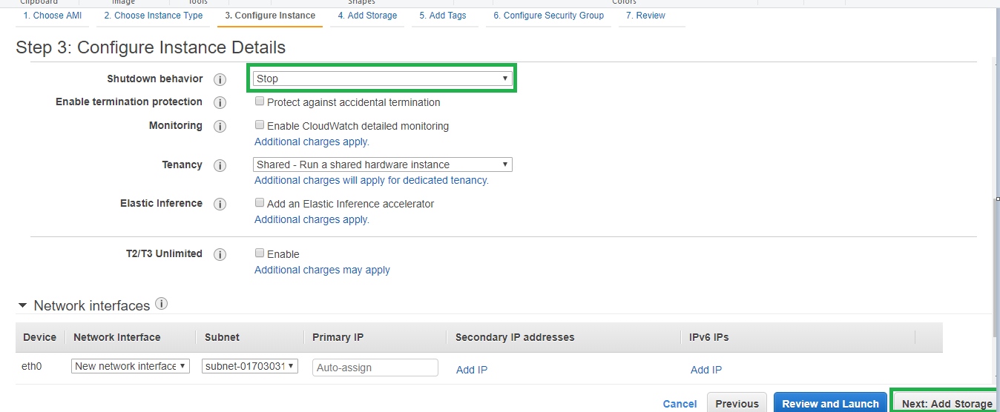 Clipboard Image Tools Shapes Colors
1. Choose AMI 2. Choose Instance Type 3. Configure Instance 4. Add Storage 5. Add Tags 6. Configure Security Group 7. Review
Step 3: Configure Instance Details
Shutdown behavior i Stop
Enable termination protection i Protect against accidental termination
Monitoring i Enable CloudWatch detailed monitoring
Additional charges apply.
Tenancy i Shared - Run a shared hardware instance
Additional charges will apply for dedicated tenancy.
Elastic Inference i Add an Elastic Inference accelerator
Additional charges apply.
T2/T3 Unlimited i Enable
Additional charges may apply
Network interfaces i
Device Network Interface Subnet Primary IP Secondary IP addresses IPv6 IPs
eth0 New network interface subnet-01703031 Auto-assign Add IP Add IP
Cancel Previous Review and Launch Next: Add Storage